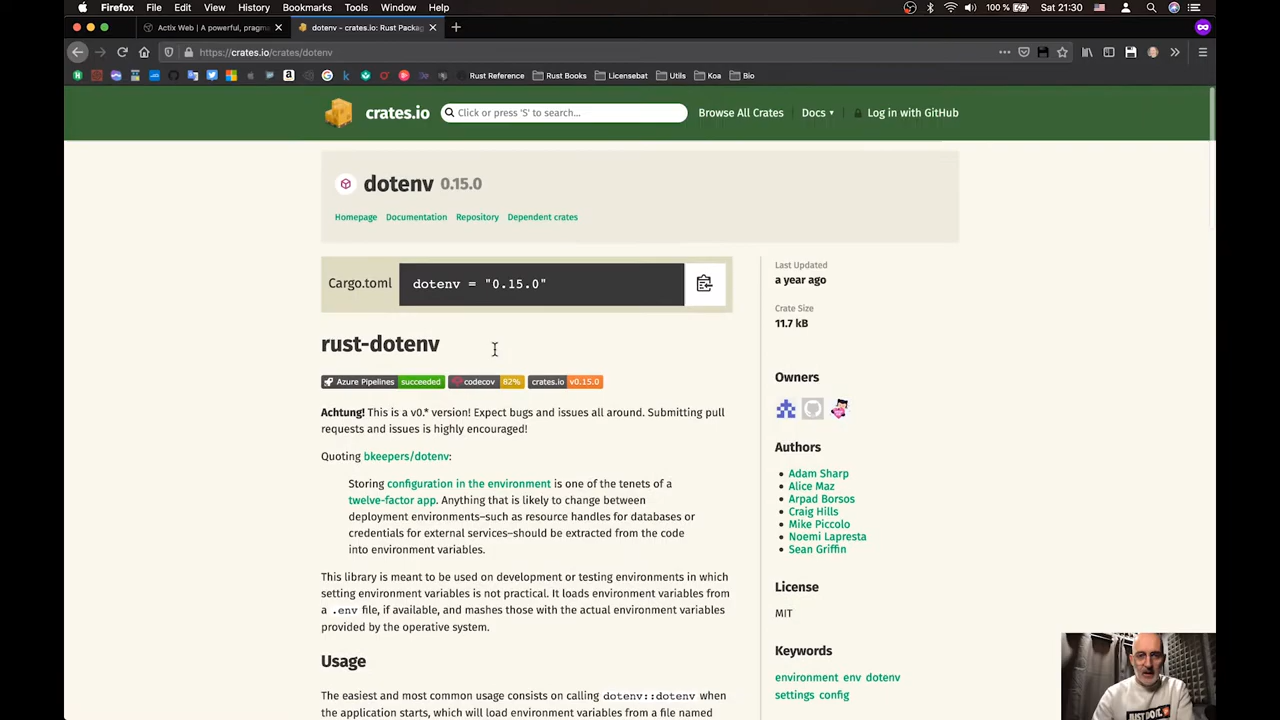 Firefox File Edit View History Bookmarks Tools Window Help 100 % Sat 21:30
Actix Web | A powerful, pragm × dotenv - crates.io: Rust Packag × +
https://crates.io/crates/dotenv
Rust Reference Rust Books Licensebat Utils Koa Bio
crates.io Click or press 'S' to search... Browse All Crates Docs ▾ Log in with GitHub
dotenv 0.15.0
Homepage Documentation Repository Dependent crates
Cargo.toml dotenv = "0.15.0"
rust-dotenv
Azure Pipelines succeeded codecov 82% crates.io v0.15.0
Achtung! This is a v0.* version! Expect bugs and issues all around. Submitting pull
requests and issues is highly encouraged!
Quoting bkeepers/dotenv:
Storing configuration in the environment is one of the tenets of a
twelve-factor app. Anything that is likely to change between
deployment environments–such as resource handles for databases or
credentials for external services–should be extracted from the code
into environment variables.
This library is meant to be used on development or testing environments in which
setting environment variables is not practical. It loads environment variables from
a .env file, if available, and mashes those with the actual environment variables
provided by the operative system.
Usage
The easiest and most common usage consists on calling dotenv::dotenv when
the application starts, which will load environment variables from a file named
Last Updated
a year ago
Crate Size
11.7 kB
Owners
Authors
Adam Sharp
Alice Maz
Arpad Borsos
Craig Hills
Mike Piccolo
Noemi Lapresta
Sean Griffin
License
MIT
Keywords
environment env dotenv
settings config
JUST DO IT.